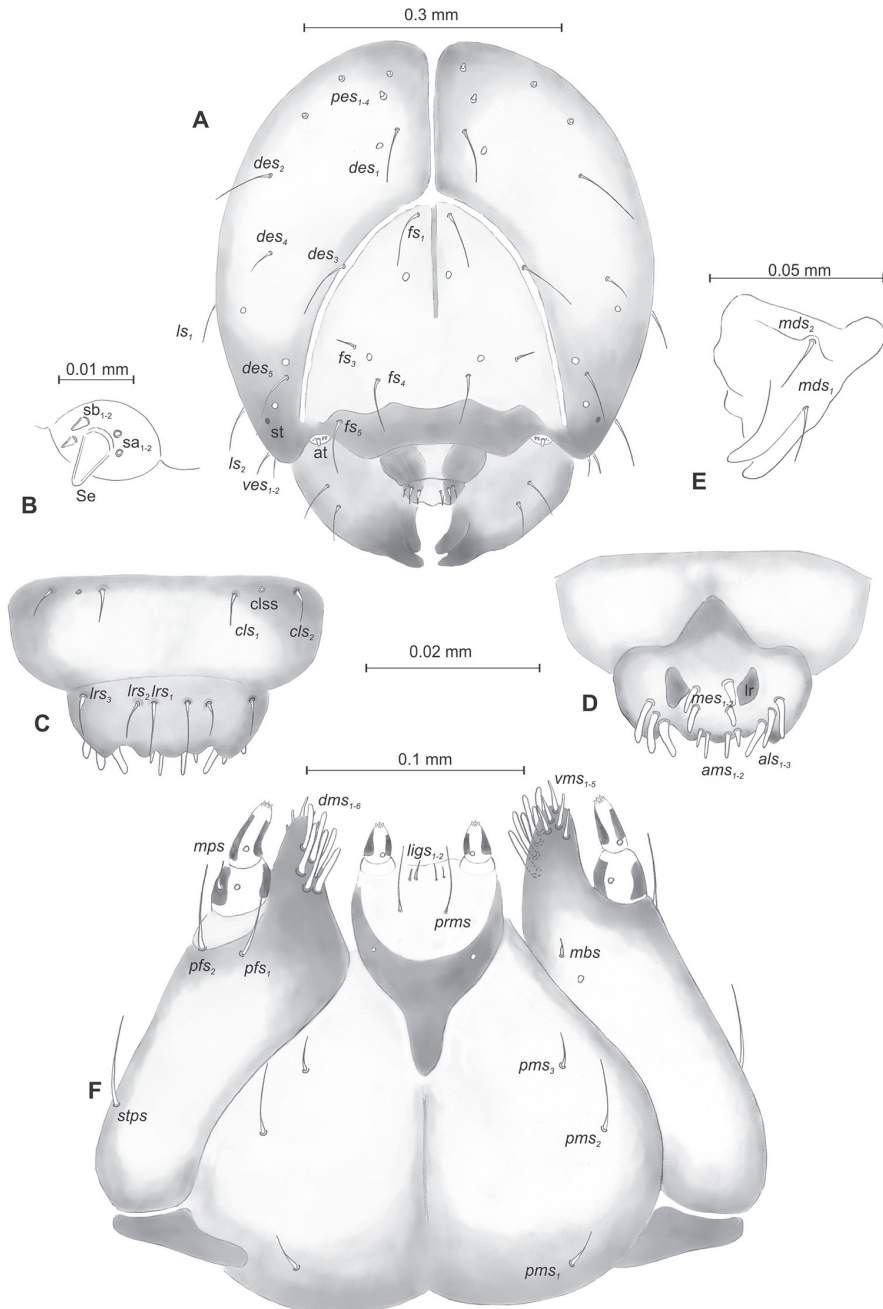 0.3 mm
A
pes1-4
des2
des1
des4
des3
fs1
ls1
fs3
fs4
des5
st
fs5
at
ls2
ves1-2
0.01 mm
sb1-2
sa1-2
Se
B
0.05 mm
mds2
mds1
E
clss
cls1
cls2
lrs3
lrs2
lrs1
C
0.02 mm
mes1-2
lr
ams1-2
als1-3
D
0.1 mm
dms1-6
vms1-5
mps
ligs1-2
prms
pfs2
pfs1
mbs
pms3
F
stps
pms2
pms1